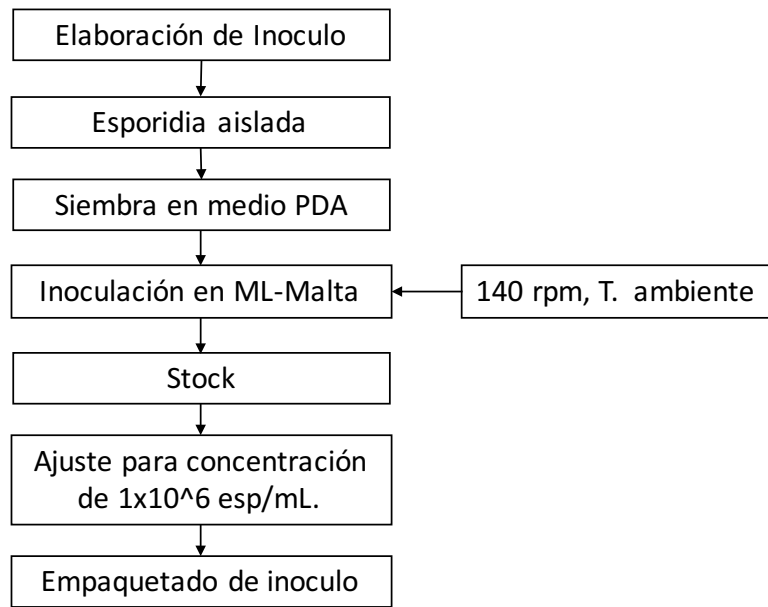 Elaboración de Inoculo
Esporidia aislada
Siembra en medio PDA
Inoculación en ML-Malta
140 rpm, T. ambiente
Stock
Ajuste para concentración
de 1x10^6 esp/mL.
Empaquetado de inoculo